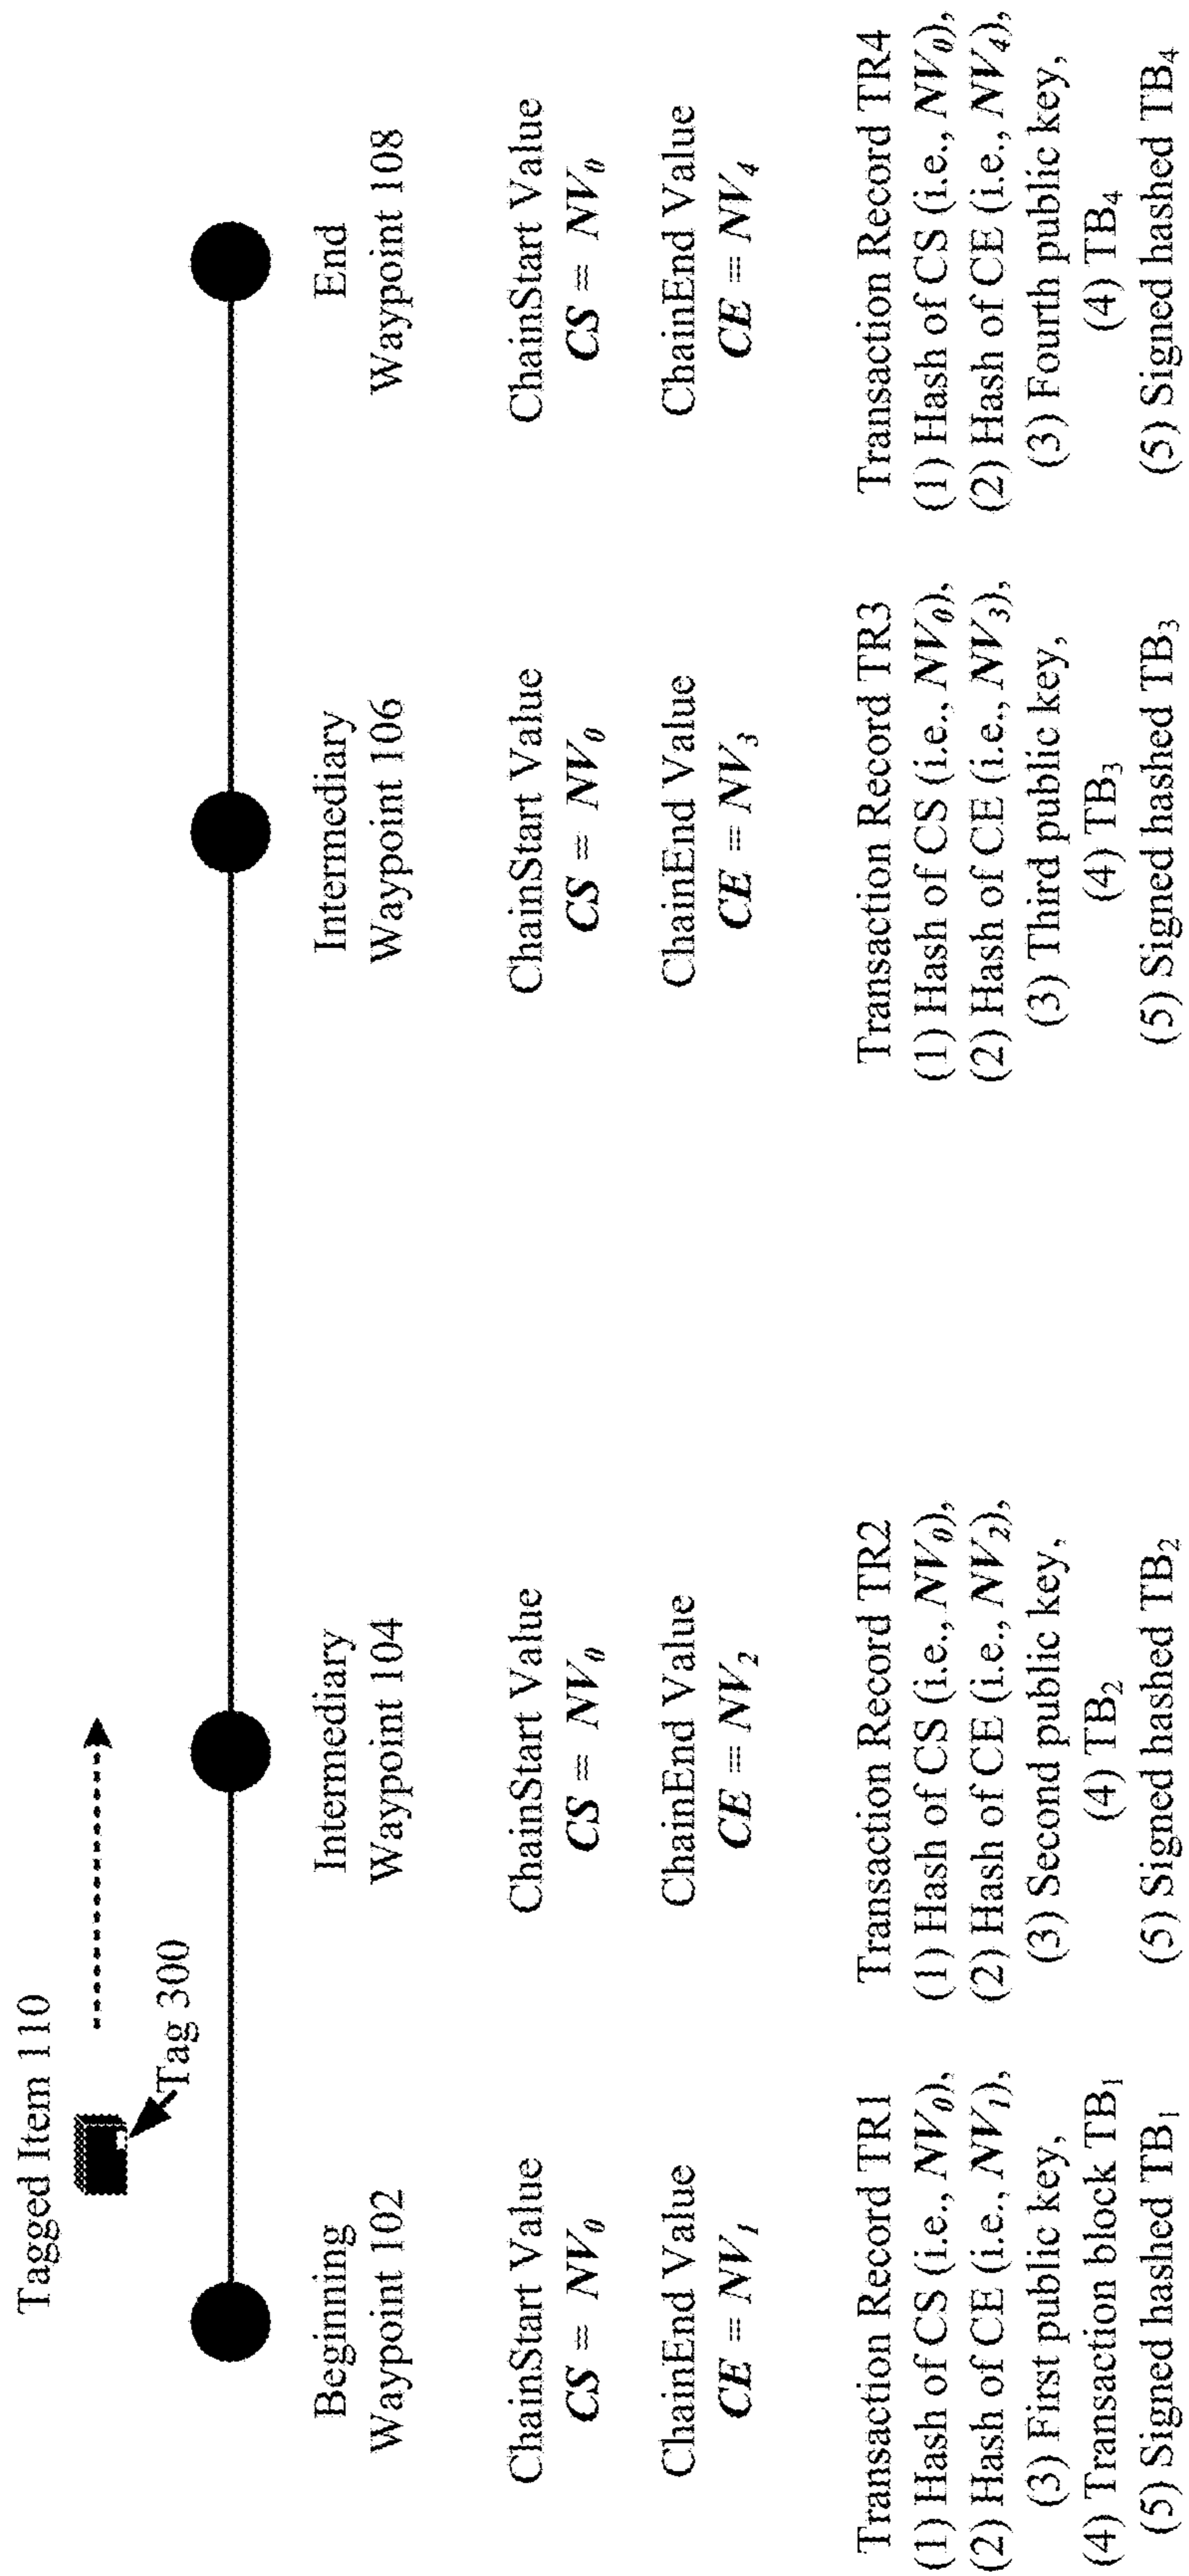 Tagged Item 110
Tag 300
Beginning
Waypoint 102
ChainStart Value
CS = NV0
ChainEnd Value
CE = NV1
Transaction Record TR1
(1) Hash of CS (i.e., NV0),
(2) Hash of CE (i.e., NV1),
(3) First public key,
(4) Transaction block TB1
(5) Signed hashed TB1
Intermediary
Waypoint 104
ChainStart Value
CS = NV0
ChainEnd Value
CE = NV2
Transaction Record TR2
(1) Hash of CS (i.e., NV0),
(2) Hash of CE (i.e., NV2),
(3) Second public key,
(4) TB2
(5) Signed hashed TB2
Intermediary
Waypoint 106
ChainStart Value
CS = NV0
ChainEnd Value
CE = NV3
Transaction Record TR3
(1) Hash of CS (i.e., NV0),
(2) Hash of CE (i.e., NV3),
(3) Third public key,
(4) TB3
(5) Signed hashed TB3
End
Waypoint 108
ChainStart Value
CS = NV0
ChainEnd Value
CE = NV4
Transaction Record TR4
(1) Hash of CS (i.e., NV0),
(2) Hash of CE (i.e., NV4),
(3) Fourth public key,
(4) TB4
(5) Signed hashed TB4